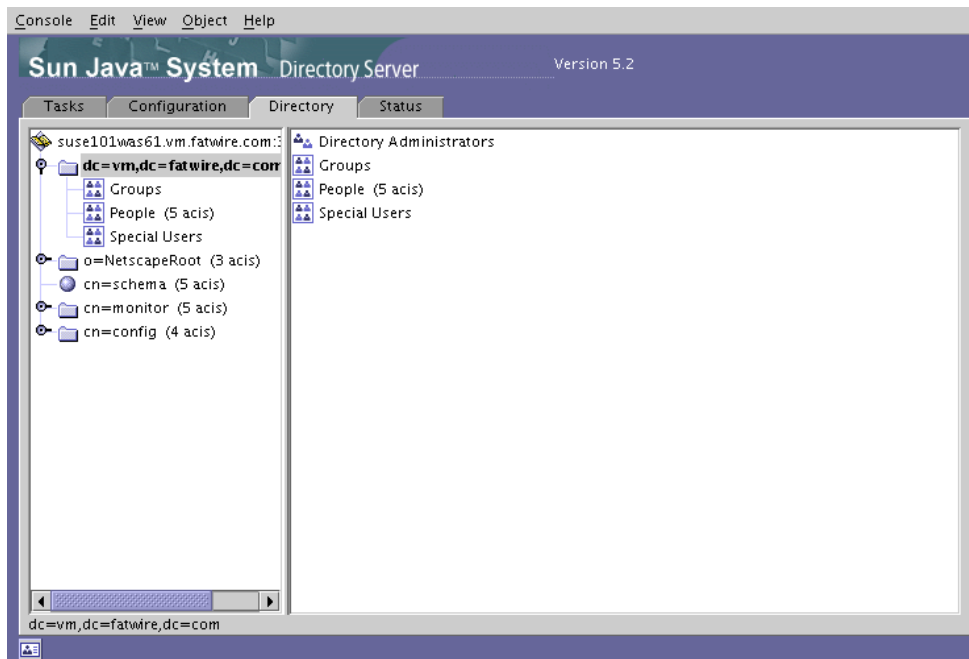 Console Edit View Object Help
Sun Java™ System Directory Server
Version 5.2
Tasks Configuration Directory Status
suse101was61.vm.fatwire.com:
dc=vm,dc=fatwire,dc=com
Groups
People (5 acis)
Special Users
o=NetscapeRoot (3 acis)
cn=schema (5 acis)
cn=monitor (5 acis)
cn=config (4 acis)
Directory Administrators
Groups
People (5 acis)
Special Users
dc=vm,dc=fatwire,dc=com